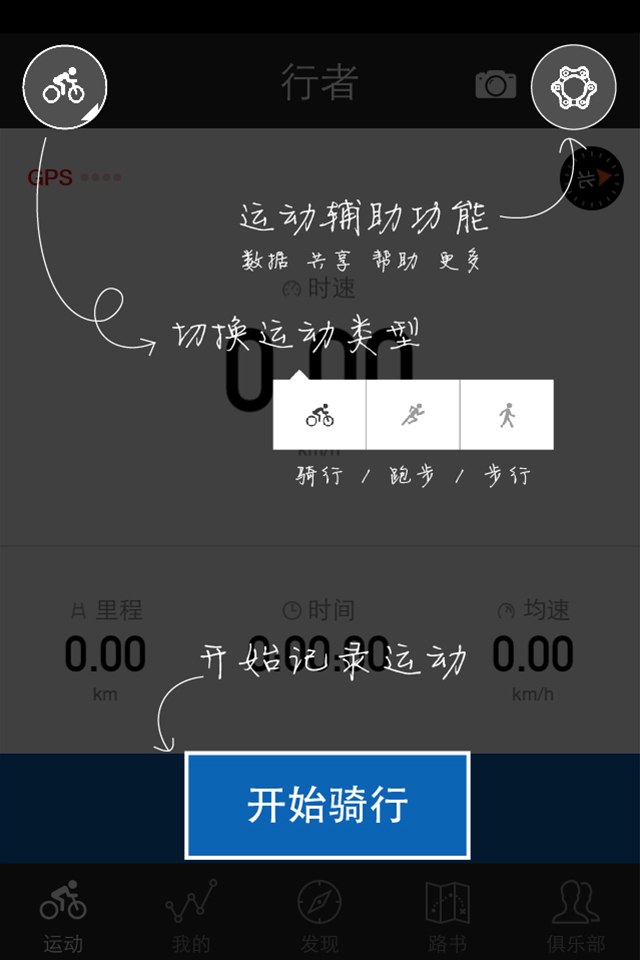 行者
GPS
北
运动辅助功能
数据 共享 帮助 更多
时速
切换运动类型
0.00
km/h
骑行 / 跑步 / 步行
里程 时间 均速
0.00 0:00:00 0.00
开始记录运动
km km/h
开始骑行
运动 我的 发现 路书 俱乐部